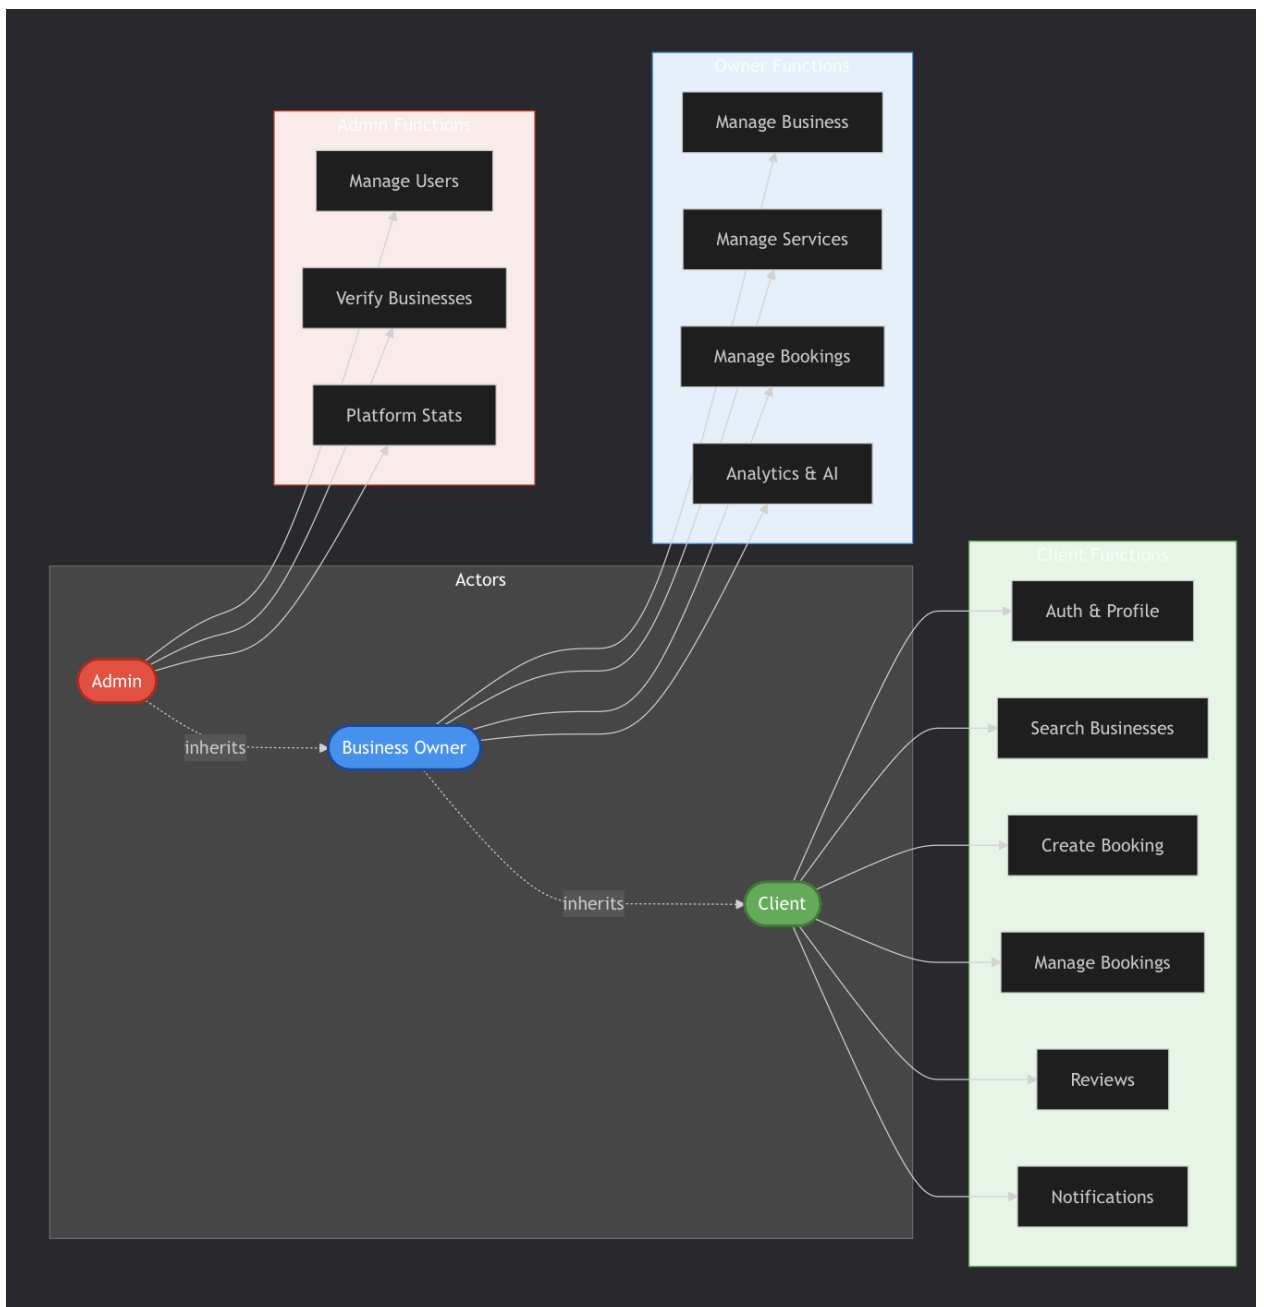 Owner Functions
Manage Business
Manage Services
Manage Bookings
Analytics & AI
Admin Functions
Manage Users
Verify Businesses
Platform Stats
Actors
Admin
inherits
Business Owner
inherits
Client
Client Functions
Auth & Profile
Search Businesses
Create Booking
Manage Bookings
Reviews
Notifications